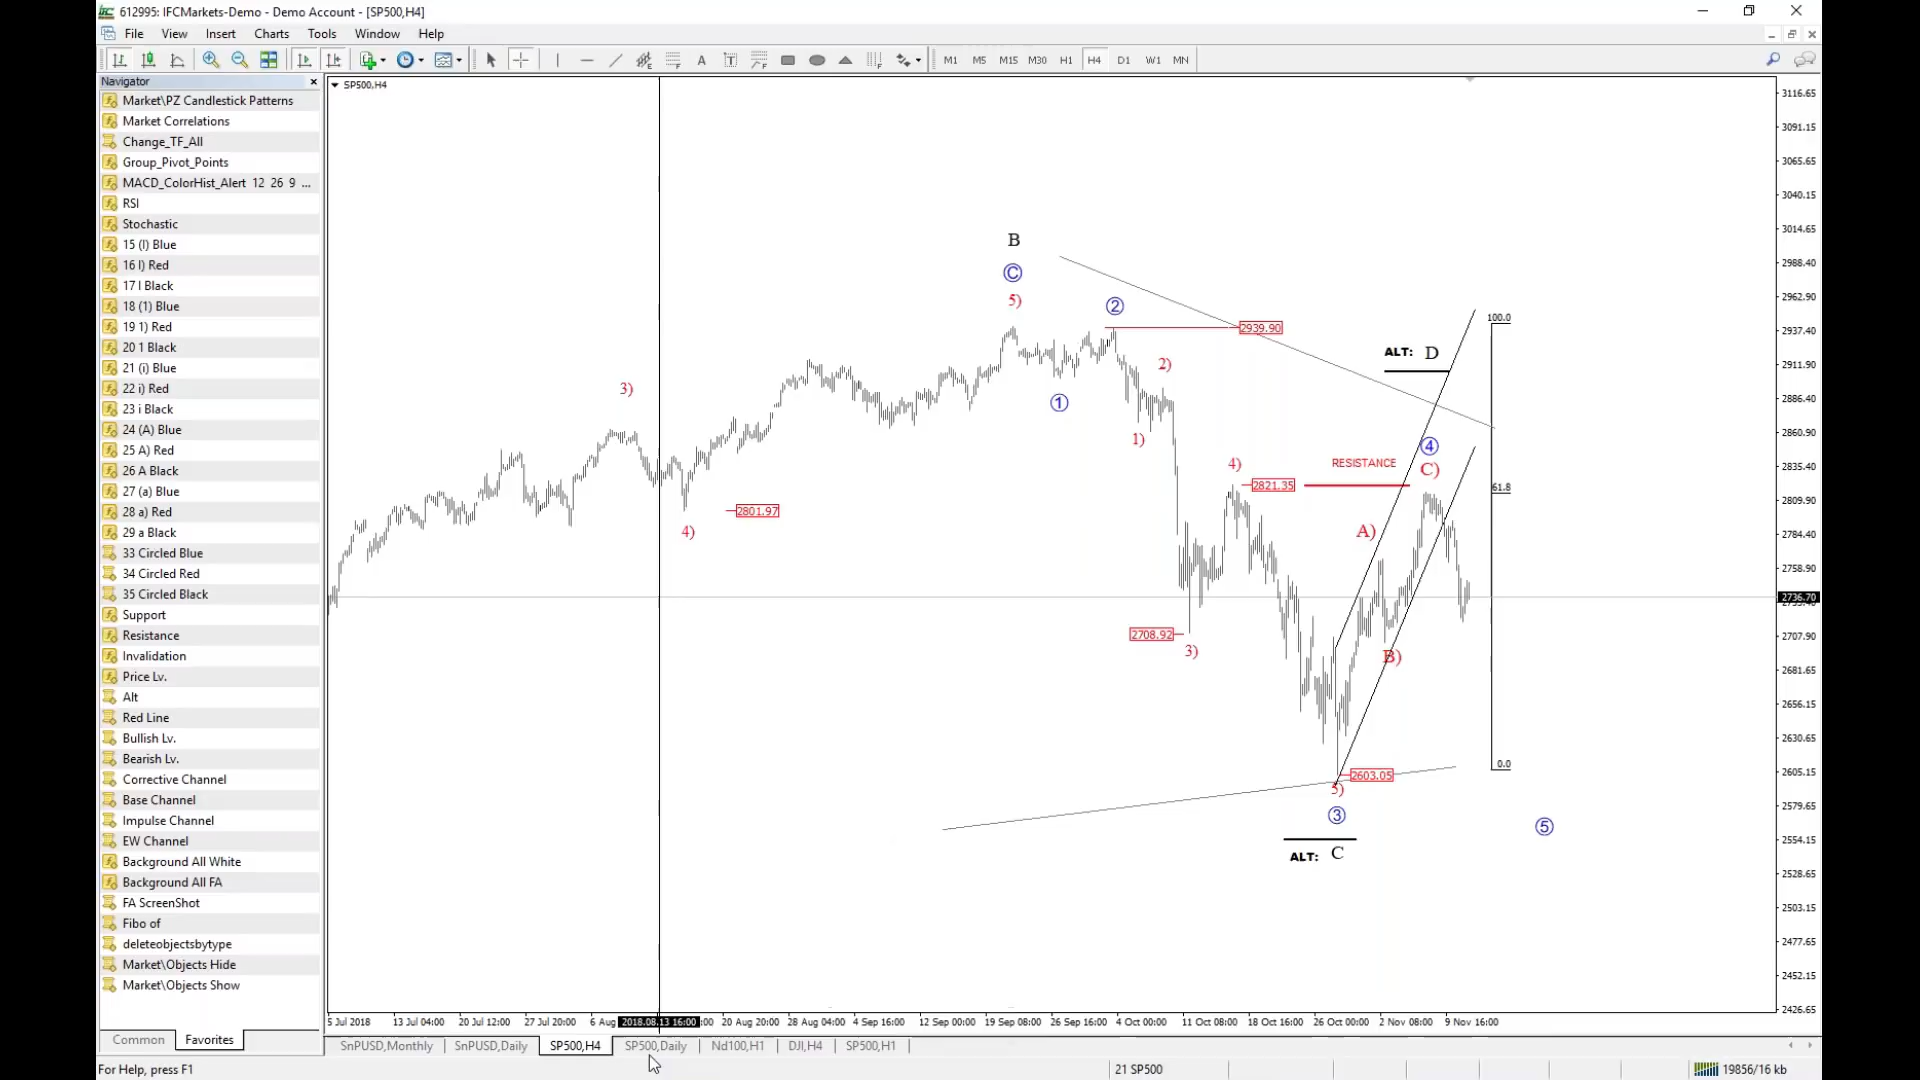 612995: IFCMarkets-Demo - Demo Account - [SP500,H4]
File View Insert Charts Tools Window Help
A T M1 M5 M15 M30 H1 H4 D1 W1 MN
Navigator
Market\PZ Candlestick Patterns
Market Correlations
Change_TF_All
Group_Pivot_Points
MACD_ColorHist_Alert 12 26 9 ...
RSI
Stochastic
15 (I) Blue
16 I) Red
17 I Black
18 (1) Blue
19 1) Red
20 1 Black
21 (i) Blue
22 i) Red
23 i Black
24 (A) Blue
25 A) Red
26 A Black
27 (a) Blue
28 a) Red
29 a Black
33 Circled Blue
34 Circled Red
35 Circled Black
Support
Resistance
Invalidation
Price Lv.
Alt
Red Line
Bullish Lv.
Bearish Lv.
Corrective Channel
Base Channel
Impulse Channel
EW Channel
Background All White
Background All FA
FA ScreenShot
Fibo of
deleteobjectsbytype
Market\Objects Hide
Market\Objects Show
Common Favorites
SP500,H4
B
Ⓒ
5)
②
2939.90
100.0
ALT: D
2)
3)
①
1)
④
4)
RESISTANCE
C)
2821.35
61.8
2801.97
4)
A)
2708.92
3)
B)
0.0
2603.05
5)
③
⑤
ALT: C
3116.65
3091.15
3065.65
3040.15
3014.65
2988.40
2962.90
2937.40
2911.90
2886.40
2860.90
2835.40
2809.90
2784.40
2758.90
2736.70
2707.90
2681.65
2656.15
2630.65
2605.15
2579.65
2554.15
2528.65
2503.15
2477.65
2452.15
2426.65
5 Jul 2018 13 Jul 04:00 20 Jul 12:00 27 Jul 20:00 6 Aug 2018.08.13 16:00 :00 20 Aug 20:00 28 Aug 04:00 4 Sep 16:00 12 Sep 00:00 19 Sep 08:00 26 Sep 16:00 4 Oct 00:00 11 Oct 08:00 18 Oct 16:00 26 Oct 00:00 2 Nov 08:00 9 Nov 16:00
SnPUSD,Monthly SnPUSD,Daily SP500,H4 SP500,Daily Nd100,H1 DJI,H4 SP500,H1
For Help, press F1 21 SP500 19856/16 kb